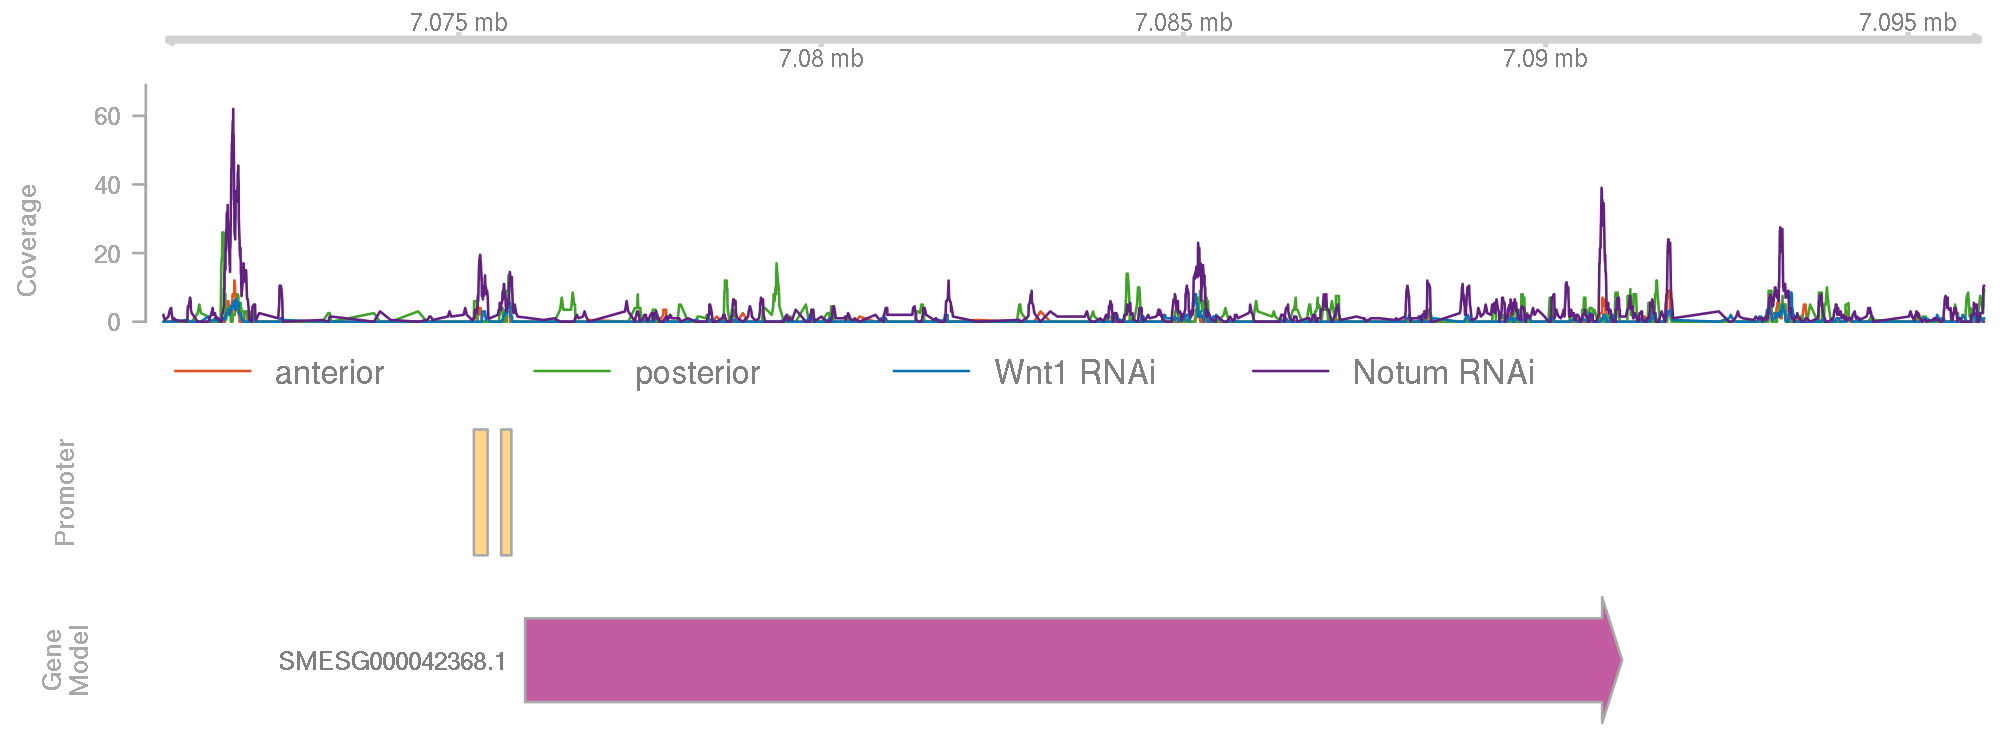 7.075 mb
7.085 mb
7.095 mb
7.08 mb
7.09 mb
Coverage
60
40
20
0
anterior
posterior
Wnt1 RNAi
Notum RNAi
Promoter
Gene
Model
SMESG000042368.1